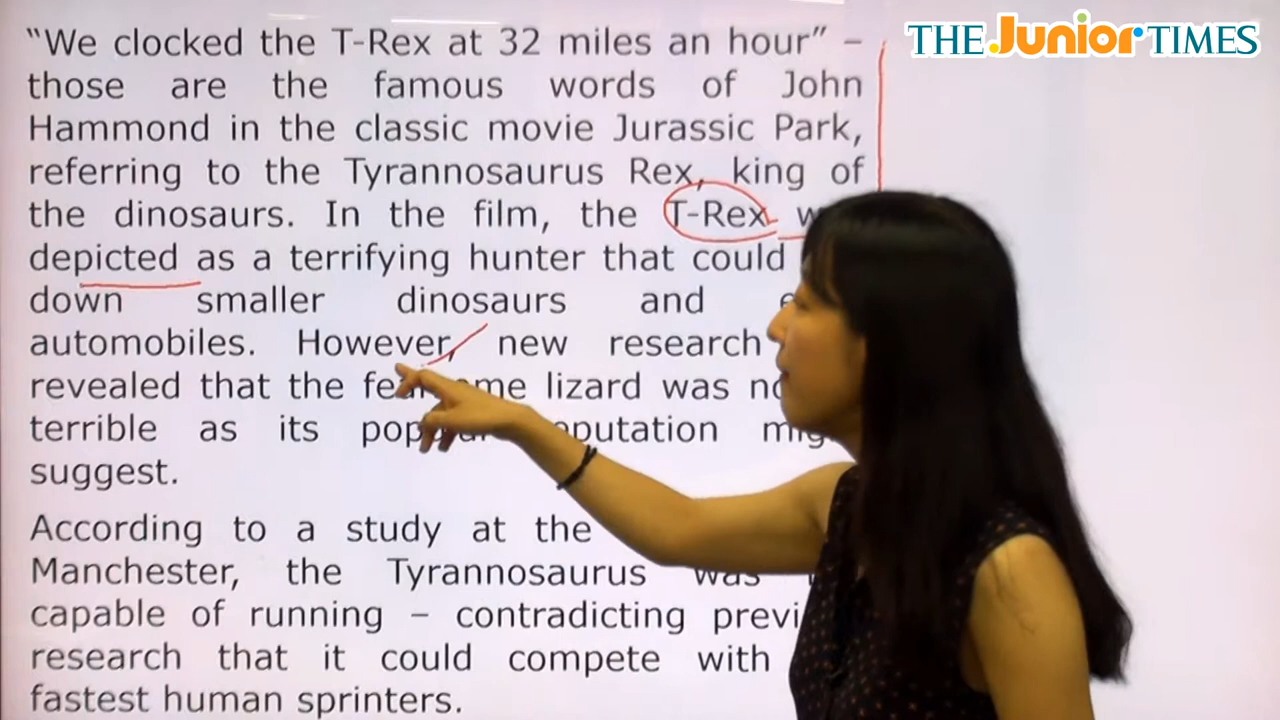 THE Junior TIMES
“We clocked the T-Rex at 32 miles an hour” –
those are the famous words of John
Hammond in the classic movie Jurassic Park,
referring to the Tyrannosaurus Rex, king of
the dinosaurs. In the film, the T-Rex
depicted as a terrifying hunter that could
down smaller dinosaurs and
automobiles. However, new research
revealed that the lizard was
terrible as its
suggest.
According to a study at the
Manchester, the Tyrannosaurus was
capable of running – contradicting
research that it could compete with
fastest human sprinters.